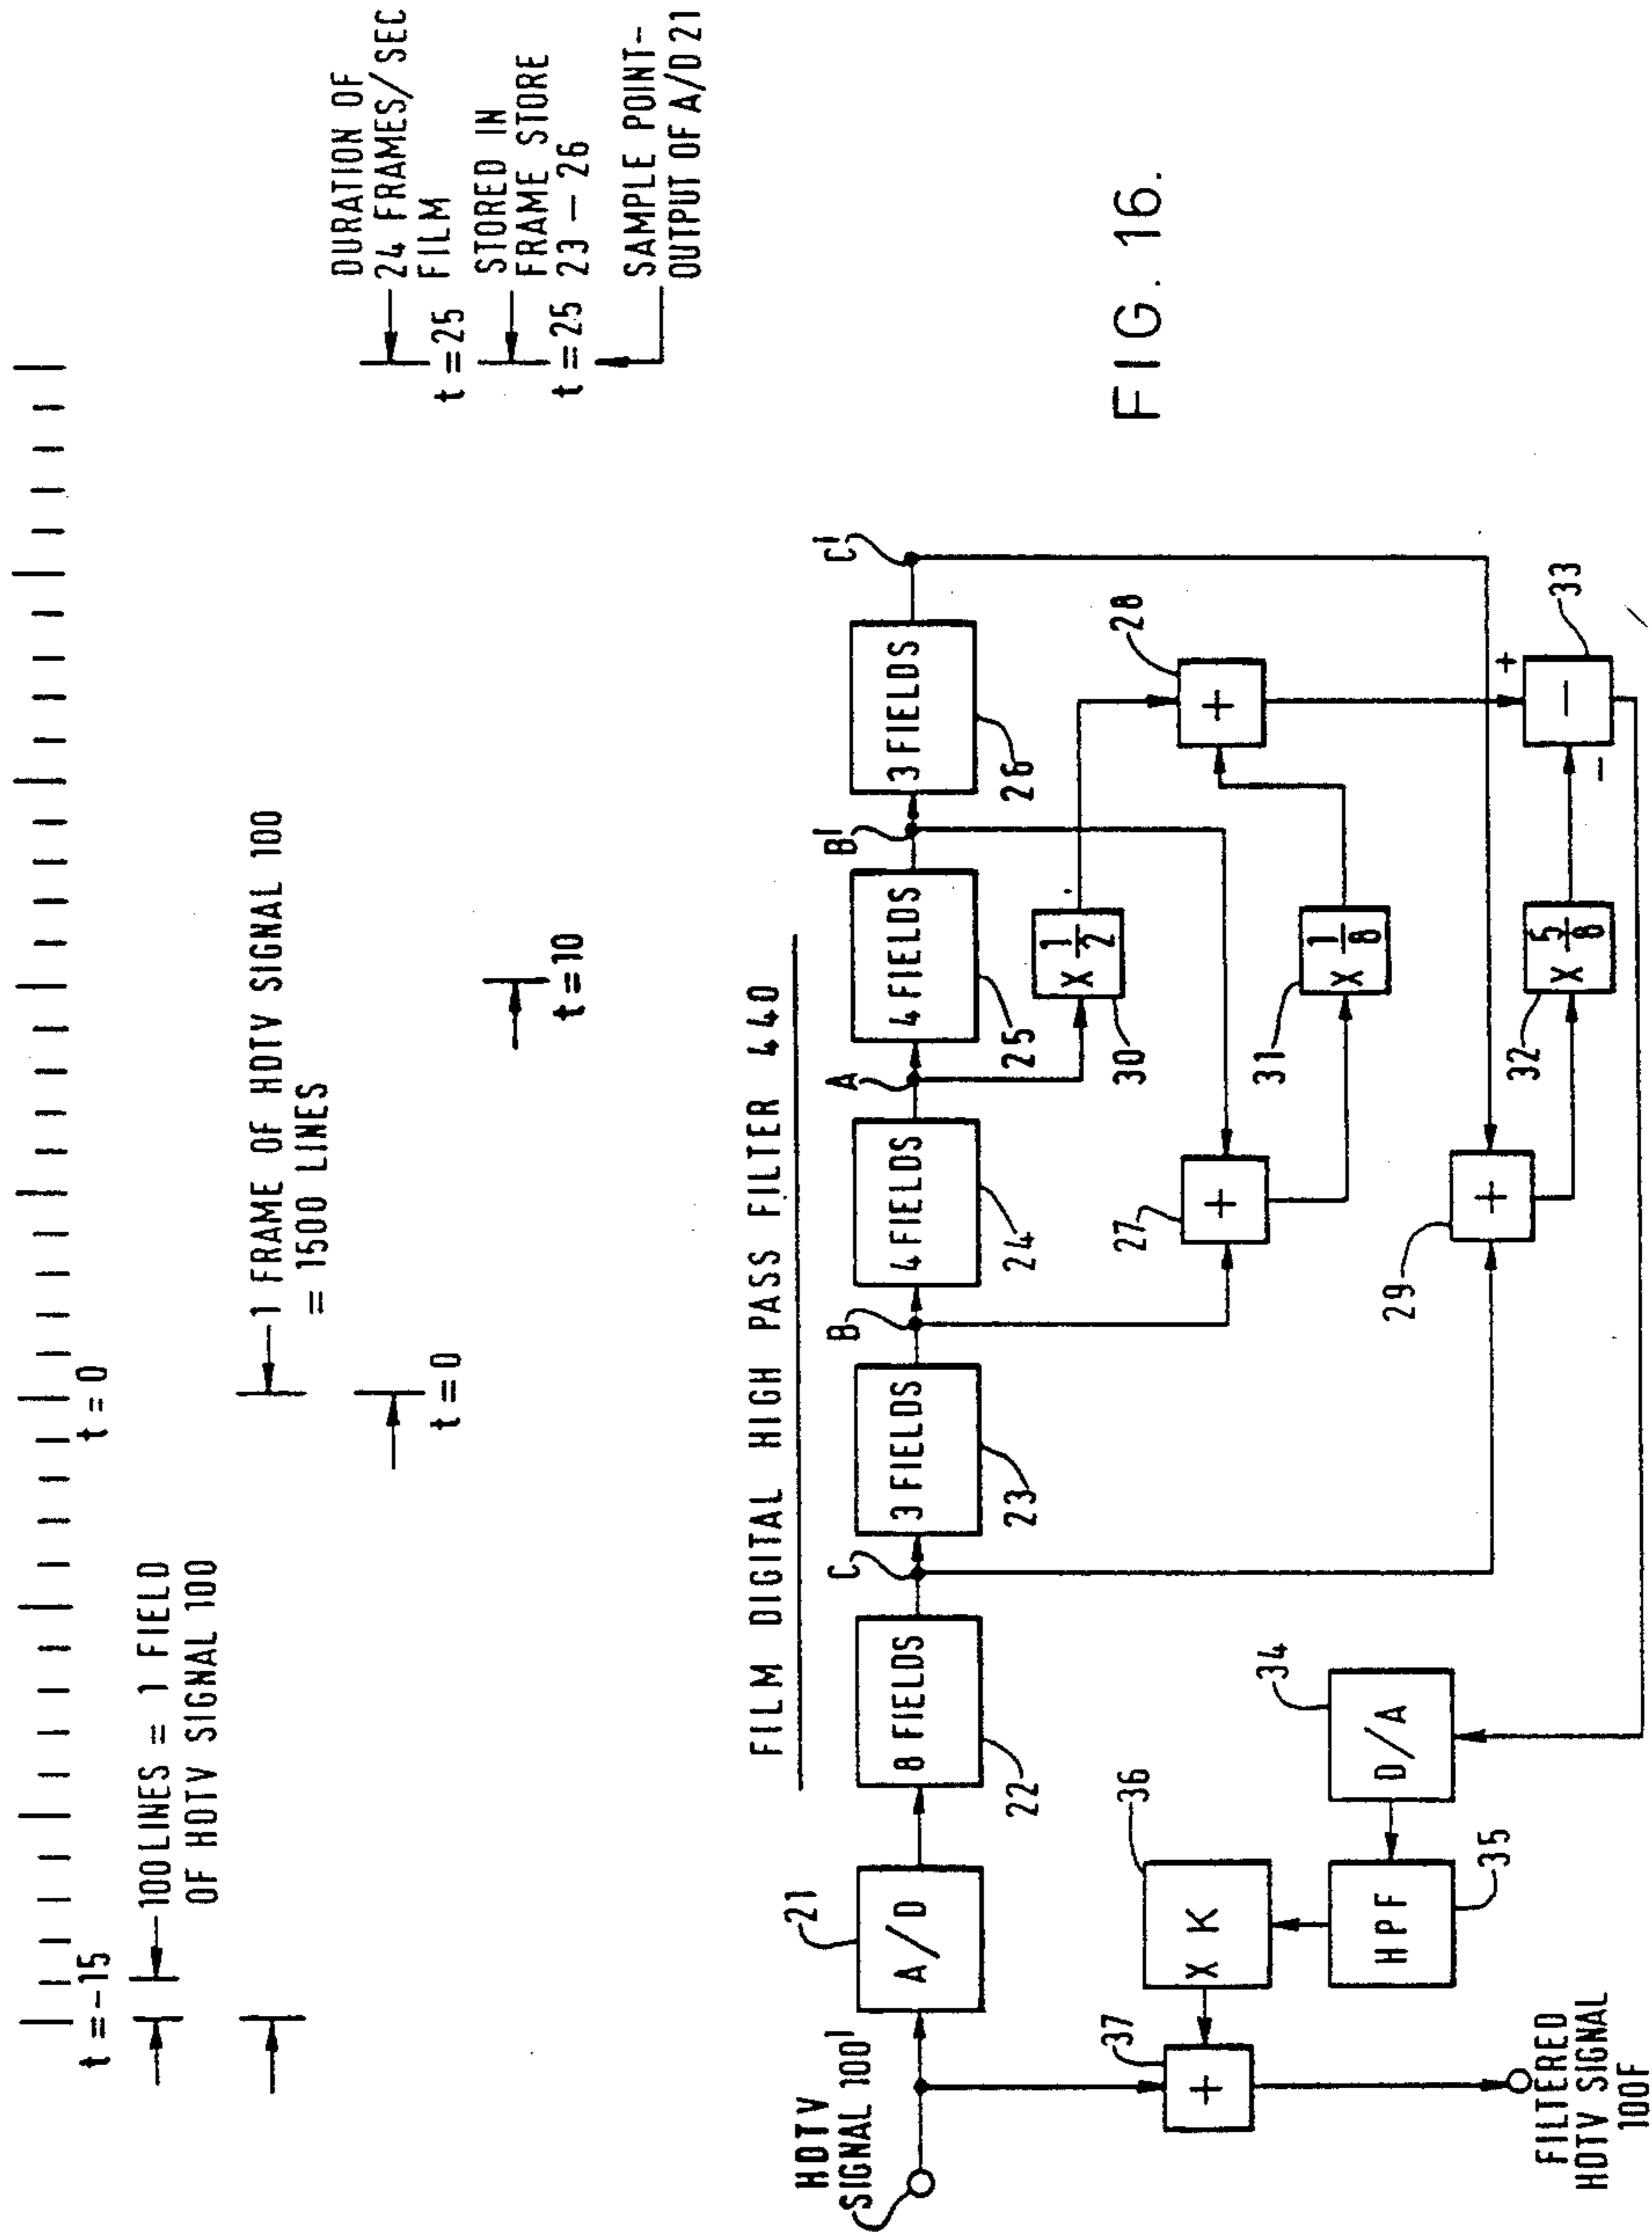 t=-15
t=0
100 LINES = 1 FIELD
OF HDTV SIGNAL 100
1 FRAME OF HDTV SIGNAL 100
= 1500 LINES
t=0
t=10
DURATION OF
24 FRAMES/SEC
FILM
t=25
STORED IN
FRAME STORE
23 – 26
t=25
SAMPLE POINT-
OUTPUT OF A/D 21
FILM DIGITAL HIGH PASS FILTER 440
HDTV
SIGNAL 100'
A/D
21
8 FIELDS
22
C
3 FIELDS
23
B
4 FIELDS
24
A
4 FIELDS
25
B'
3 FIELDS
26
C'
X 1/2
30
+
27
+
28
X 1/8
31
+
29
X 5/8
32
+
−
−
33
D/A
34
HPF
35
X K
36
+
37
FILTERED
HDTV SIGNAL
100F
FIG. 16.